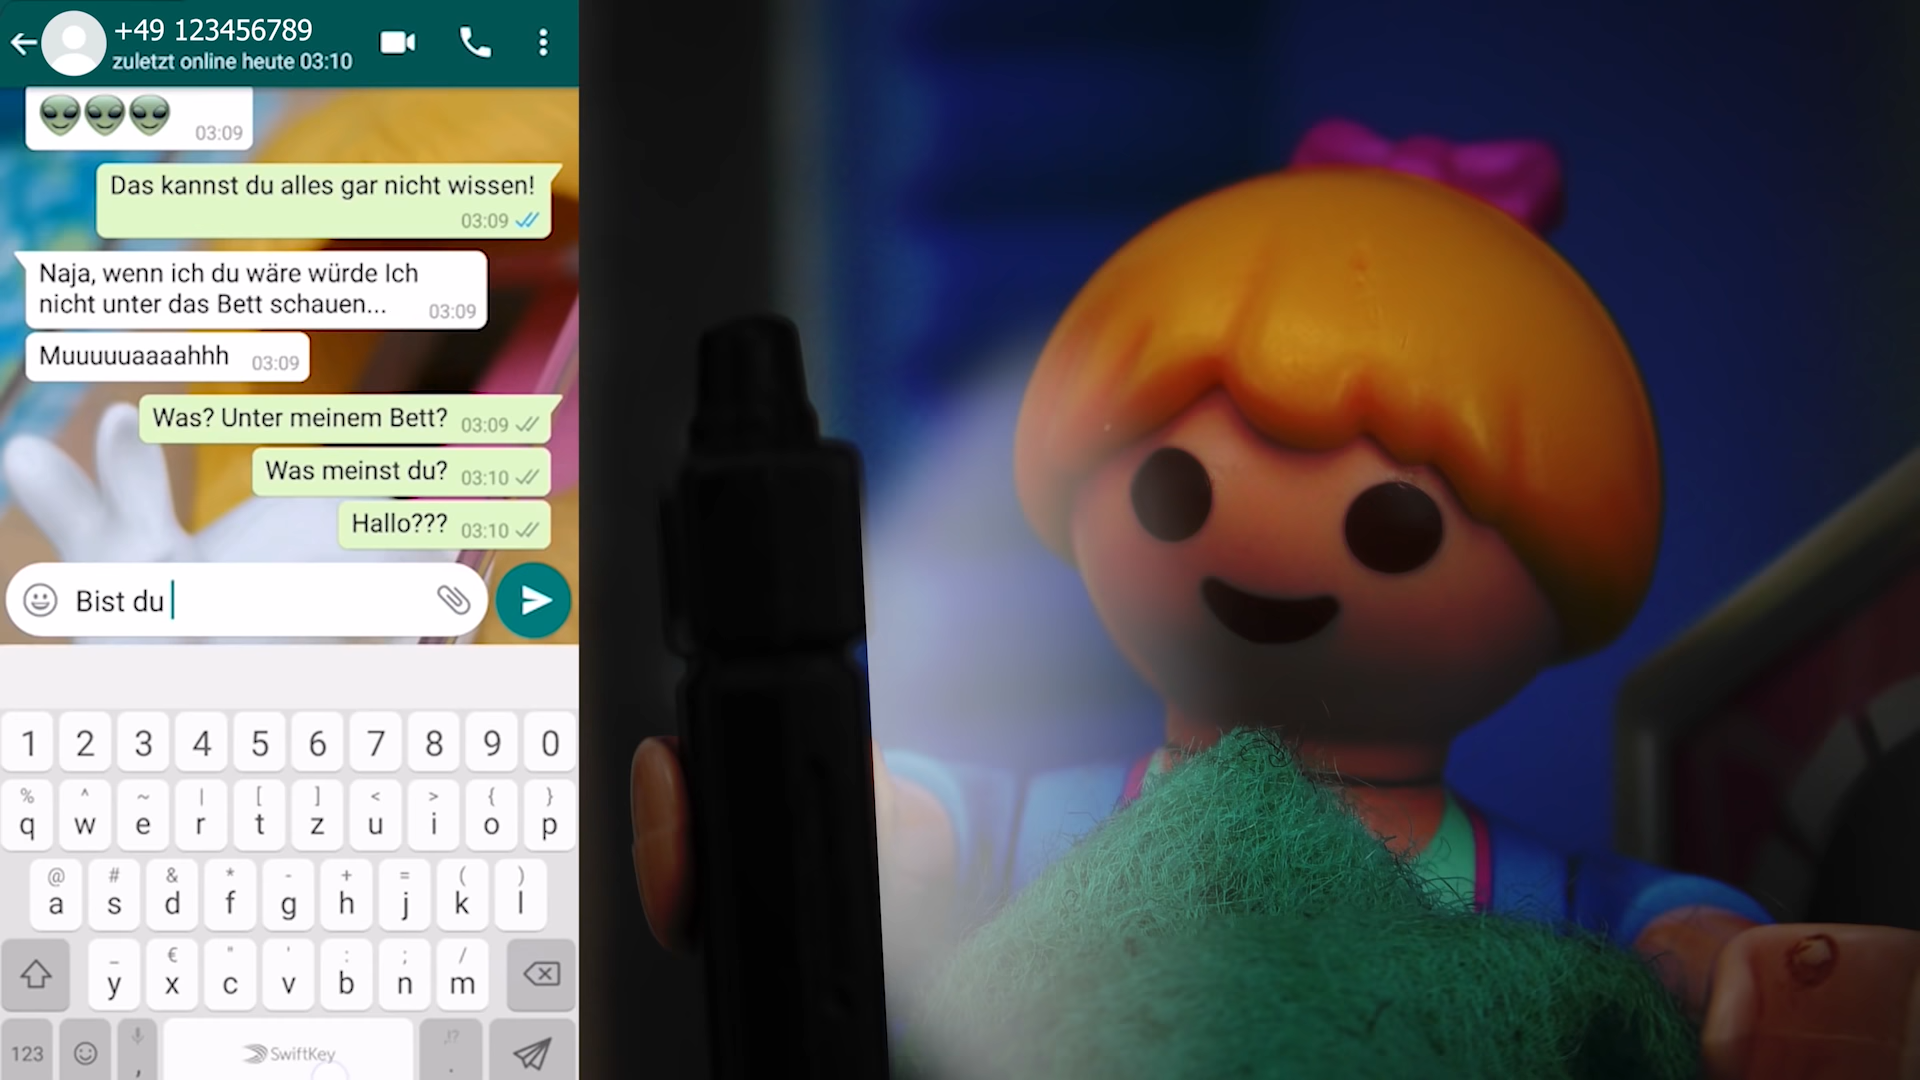 +49 123456789
zuletzt online heute 03:10
👽👽👽 03:09
Das kannst du alles gar nicht wissen!
03:09
Naja, wenn ich du wäre würde Ich
nicht unter das Bett schauen... 03:09
Muuuuuaaaahhh 03:09
Was? Unter meinem Bett? 03:09
Was meinst du? 03:10
Hallo??? 03:10
Bist du
1 2 3 4 5 6 7 8 9 0
% ^ ~ | [ ] < > { }
q w e r t z u i o p
@ # & * - + = ( )
a s d f g h j k l
_ € " ' : ; /
y x c v b n m
!?
123 , SwiftKey .